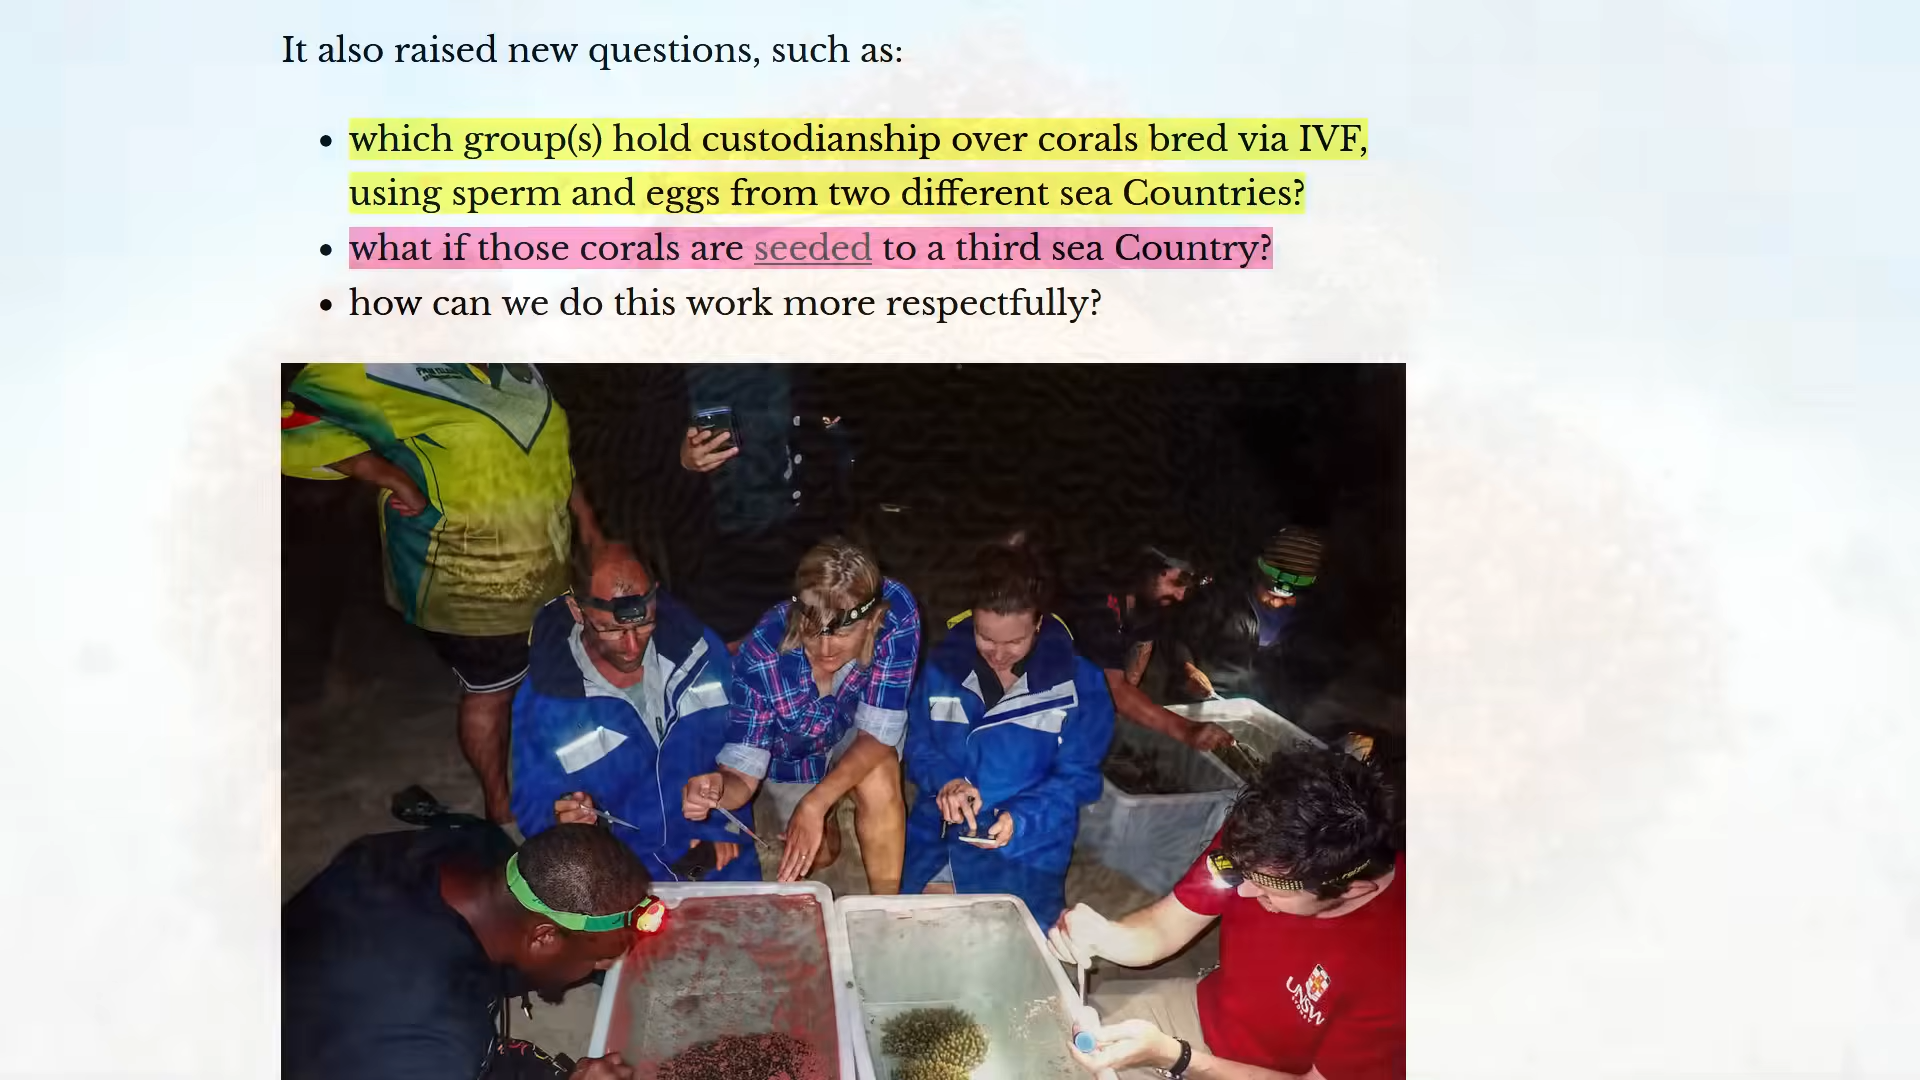 It also raised new questions, such as:
• which group(s) hold custodianship over corals bred via IVF,
using sperm and eggs from two different sea Countries?
• what if those corals are seeded to a third sea Country?
• how can we do this work more respectfully?
UNSW